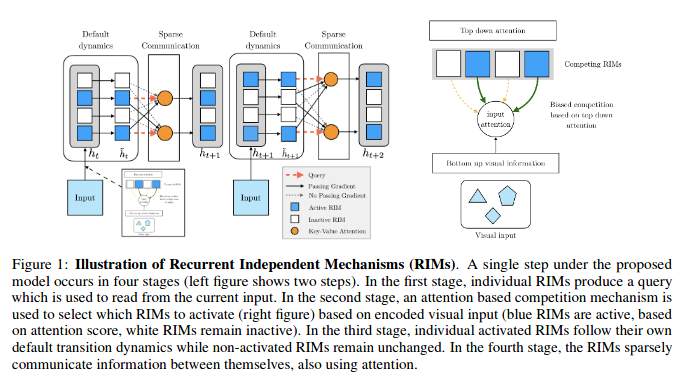 Default dynamics
Sparse Communication
Default dynamics
Sparse Communication
h_t
h̃_t
h_{t+1}
h_{t+1}
h̃_{t+1}
h_{t+2}
Input
Input
Query
Passing Gradient
No Passing Gradient
Active RIM
Inactive RIM
Key-Value Attention
Top down attention
Competing RIMs
input attention
Biased competition
based on top down
attention
Bottom up visual information
Visual input
Figure 1: Illustration of Recurrent Independent Mechanisms (RIMs). A single step under the proposed
model occurs in four stages (left figure shows two steps). In the first stage, individual RIMs produce a query
which is used to read from the current input. In the second stage, an attention based competition mechanism is
used to select which RIMs to activate (right figure) based on encoded visual input (blue RIMs are active, based
on attention score, white RIMs remain inactive). In the third stage, individual activated RIMs follow their own
default transition dynamics while non-activated RIMs remain unchanged. In the fourth stage, the RIMs sparsely
communicate information between themselves, also using attention.